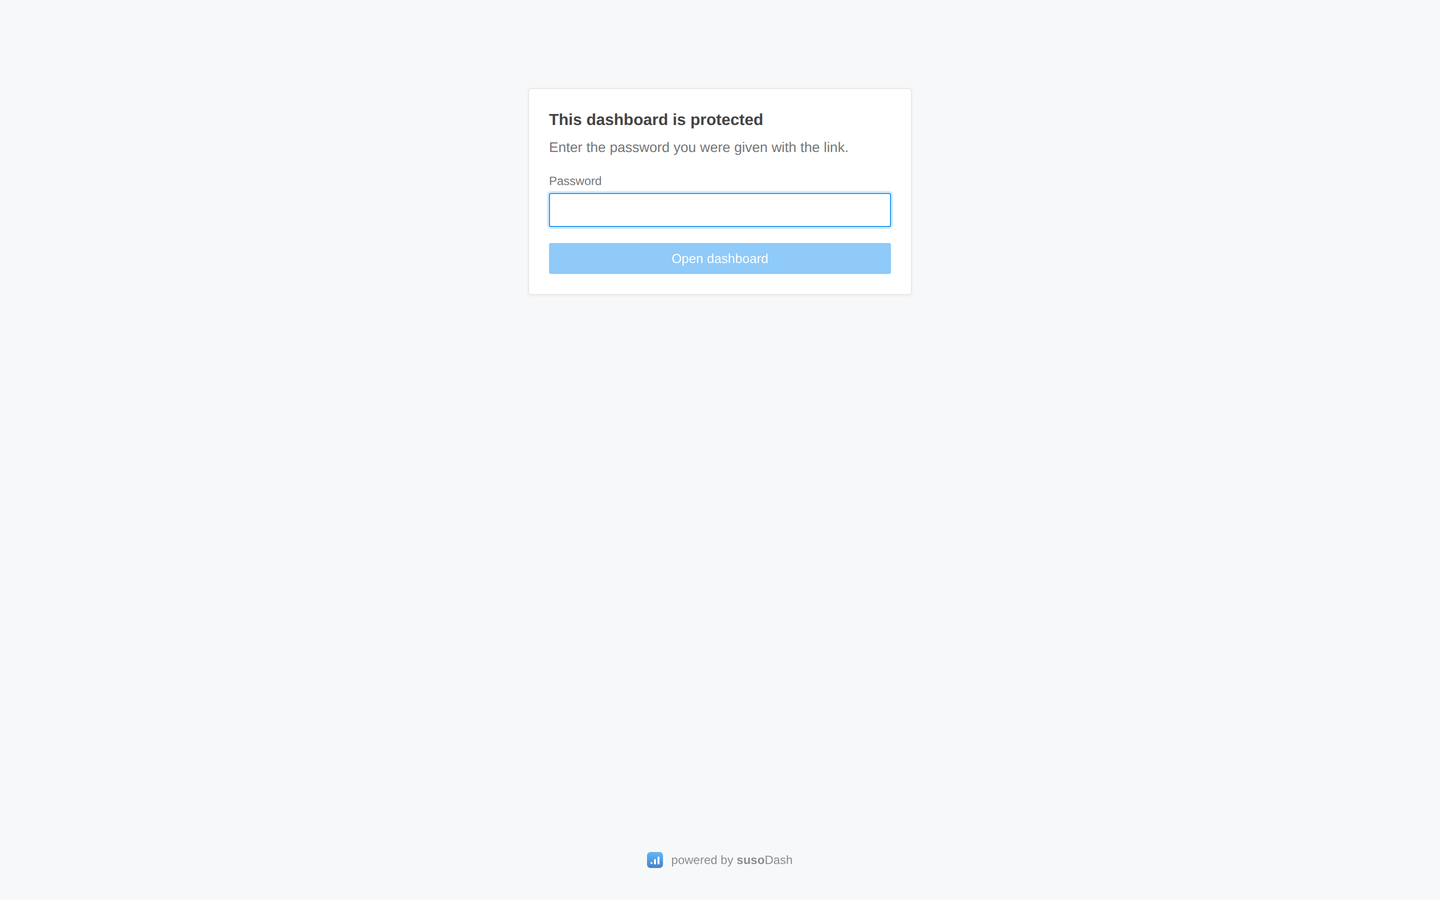 This dashboard is protected
Enter the password you were given with the link.
Password
Open dashboard
powered by susoDash